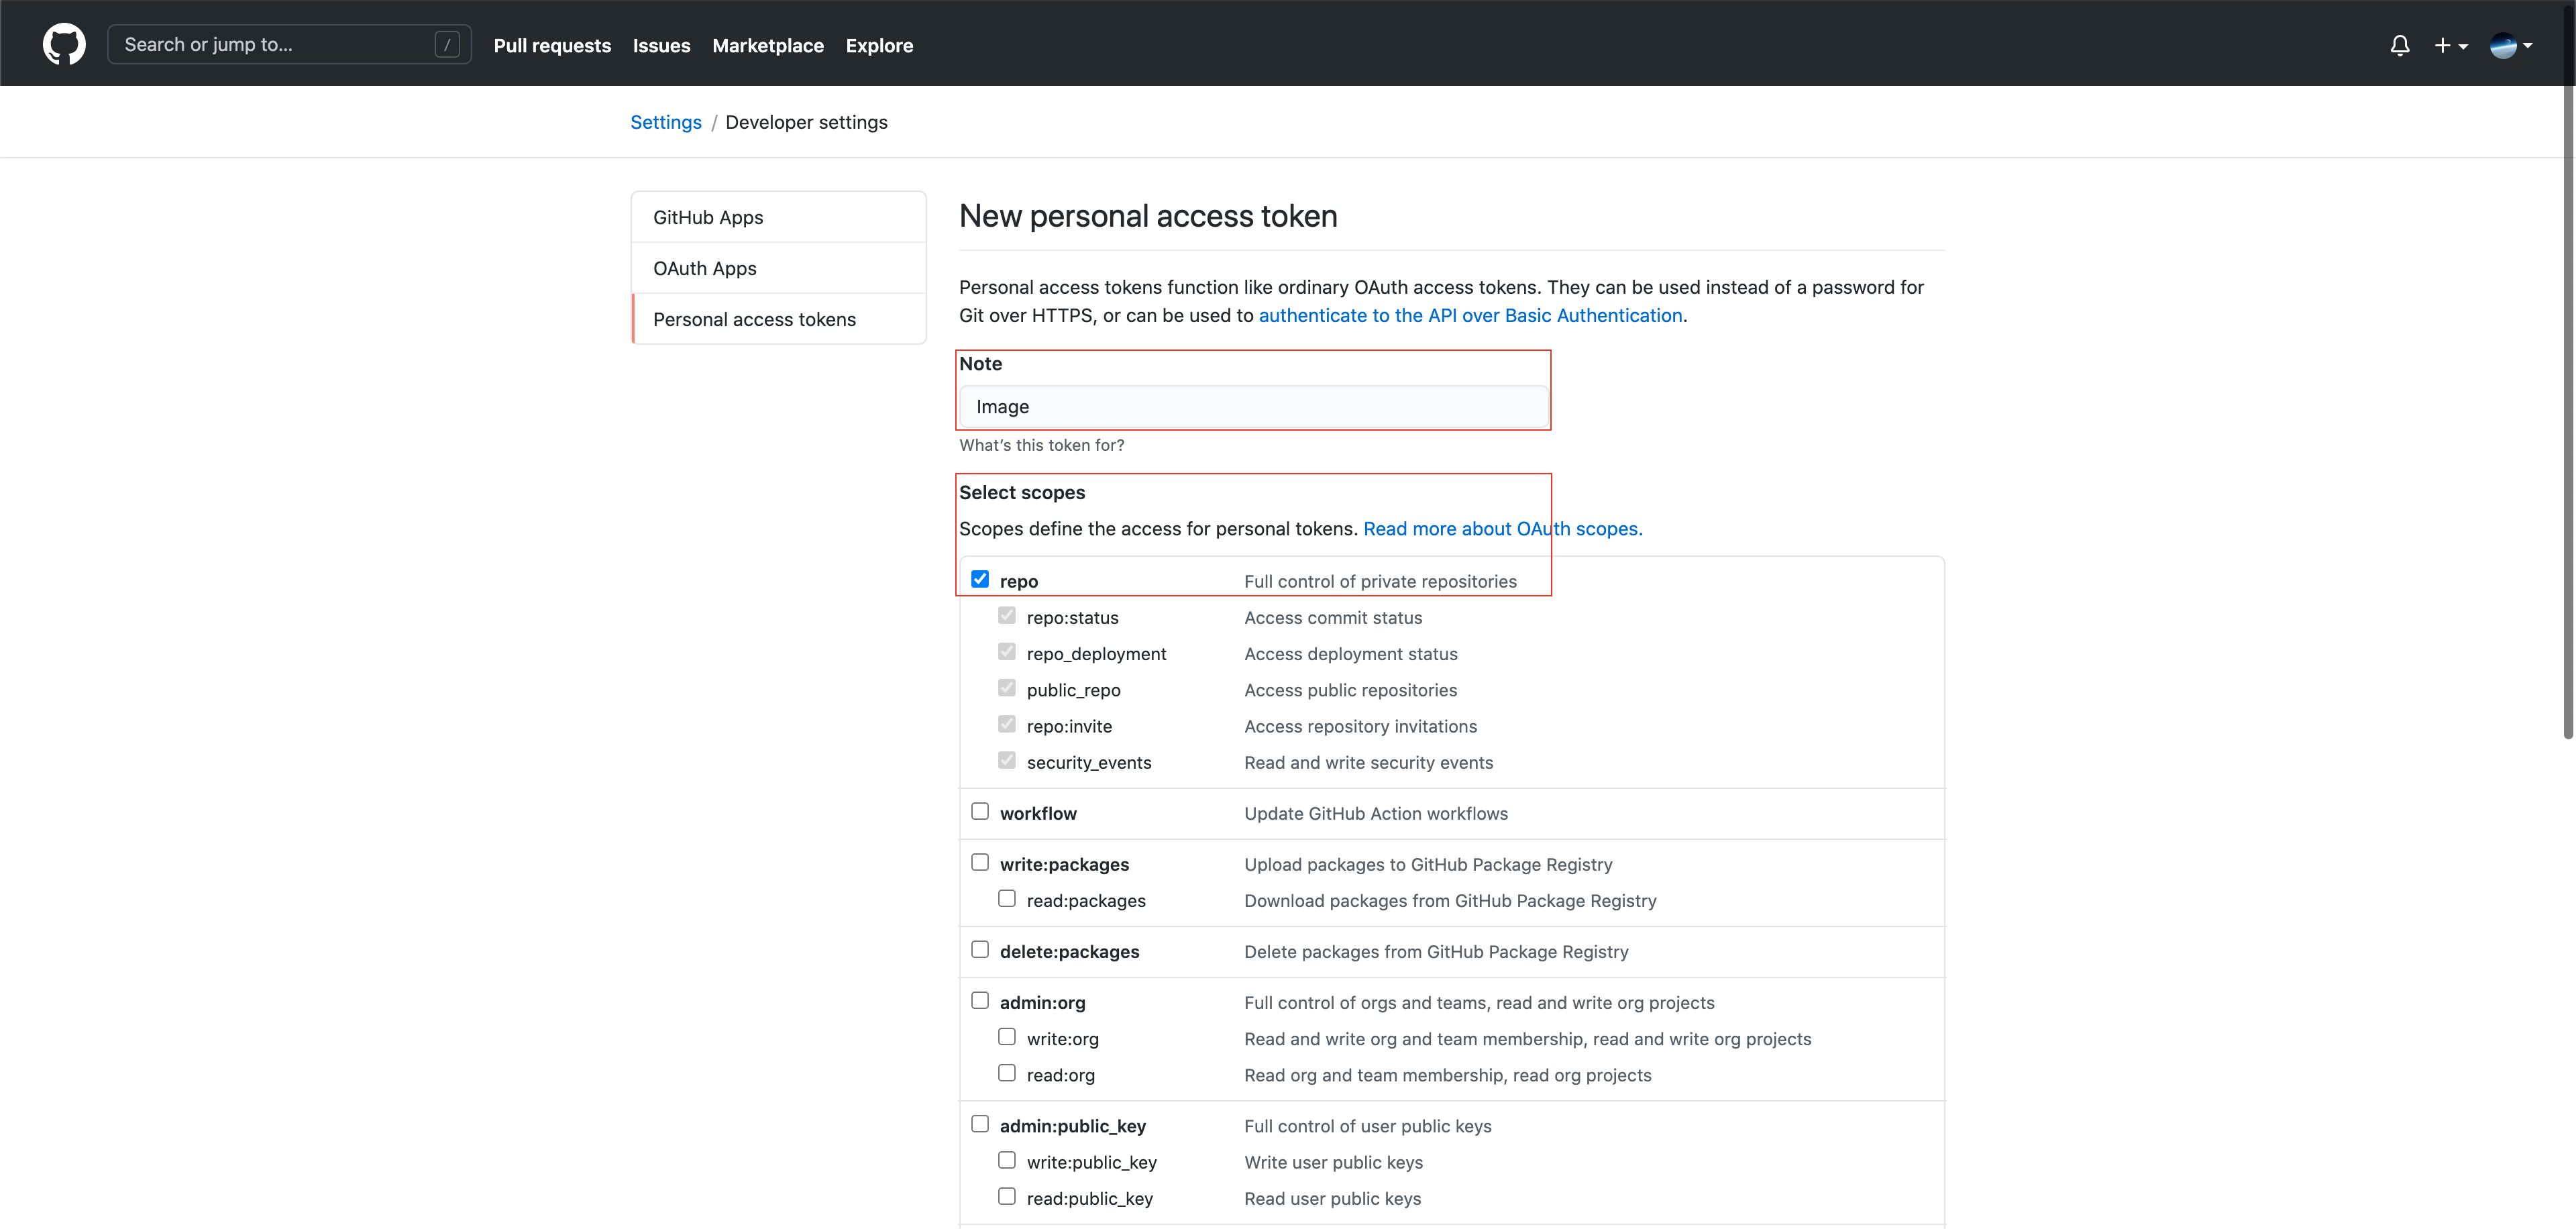 Search or jump to... /
Pull requests Issues Marketplace Explore
Settings / Developer settings
GitHub Apps
OAuth Apps
Personal access tokens
New personal access token
Personal access tokens function like ordinary OAuth access tokens. They can be used instead of a password for
Git over HTTPS, or can be used to authenticate to the API over Basic Authentication.
Note
Image
What's this token for?
Select scopes
Scopes define the access for personal tokens. Read more about OAuth scopes.
repo Full control of private repositories
repo:status Access commit status
repo_deployment Access deployment status
public_repo Access public repositories
repo:invite Access repository invitations
security_events Read and write security events
workflow Update GitHub Action workflows
write:packages Upload packages to GitHub Package Registry
read:packages Download packages from GitHub Package Registry
delete:packages Delete packages from GitHub Package Registry
admin:org Full control of orgs and teams, read and write org projects
write:org Read and write org and team membership, read and write org projects
read:org Read org and team membership, read org projects
admin:public_key Full control of user public keys
write:public_key Write user public keys
read:public_key Read user public keys